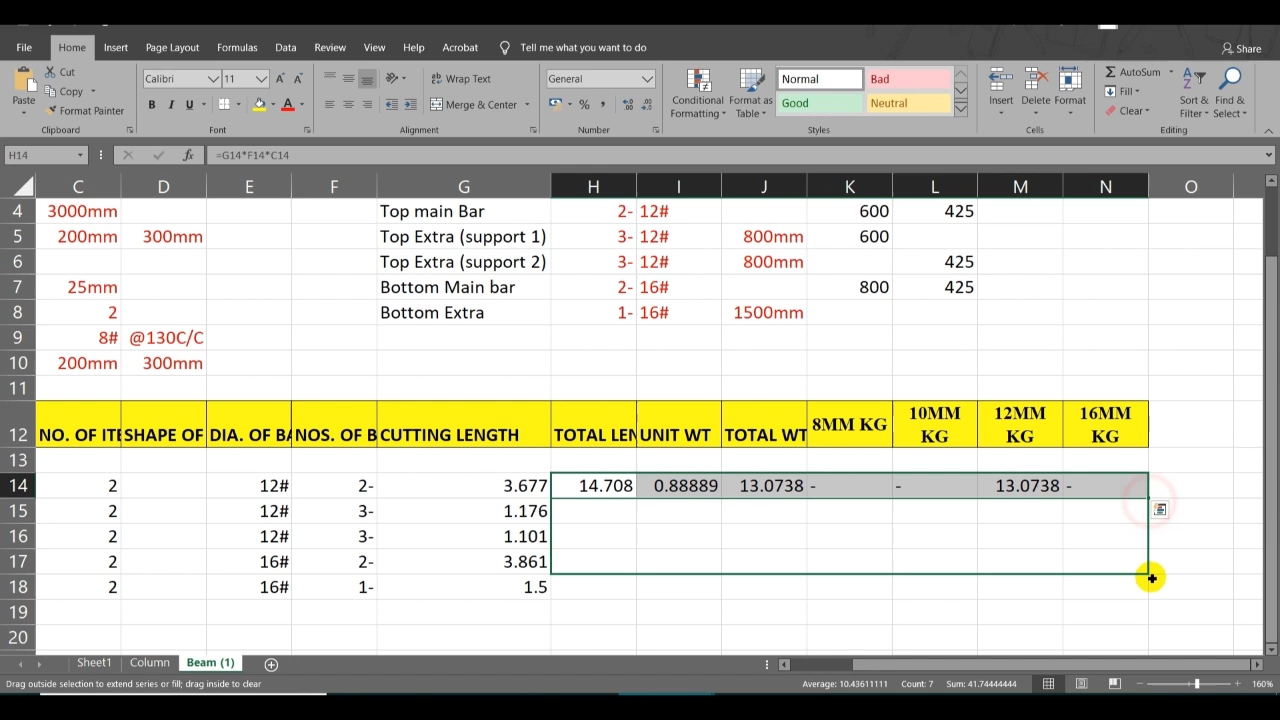 File Home Insert Page Layout Formulas Data Review View Help Acrobat Tell me what you want to do Share
Paste Cut Copy Format Painter
Clipboard
Calibri 11
B I U
Font
Wrap Text
Merge & Center
Alignment
General
Number
Conditional Formatting
Format as Table
Normal Bad
Good Neutral
Styles
Insert Delete Format
Cells
AutoSum
Fill
Clear
Sort & Filter
Find & Select
Editing
H14 fx =G14*F14*C14
C D E F G H I J K L M N O
4 3000mm Top main Bar 2- 12# 600 425
5 200mm 300mm Top Extra (support 1) 3- 12# 800mm 600
6 Top Extra (support 2) 3- 12# 800mm 425
7 25mm Bottom Main bar 2- 16# 800 425
8 2 Bottom Extra 1- 16# 1500mm
9 8# @130C/C
10 200mm 300mm
11
12 NO. OF ITE SHAPE OF DIA. OF BA NOS. OF B CUTTING LENGTH TOTAL LEN UNIT WT TOTAL WT 8MM KG 10MM KG 12MM KG 16MM KG
13
14 2 12# 2- 3.677 14.708 0.88889 13.0738 - - 13.0738 -
15 2 12# 3- 1.176
16 2 12# 3- 1.101
17 2 16# 2- 3.861
18 2 16# 1- 1.5
19
20
Sheet1 Column Beam (1)
Drag outside selection to extend series or fill; drag inside to clear Average: 10.43611111 Count: 7 Sum: 41.74444444 160%